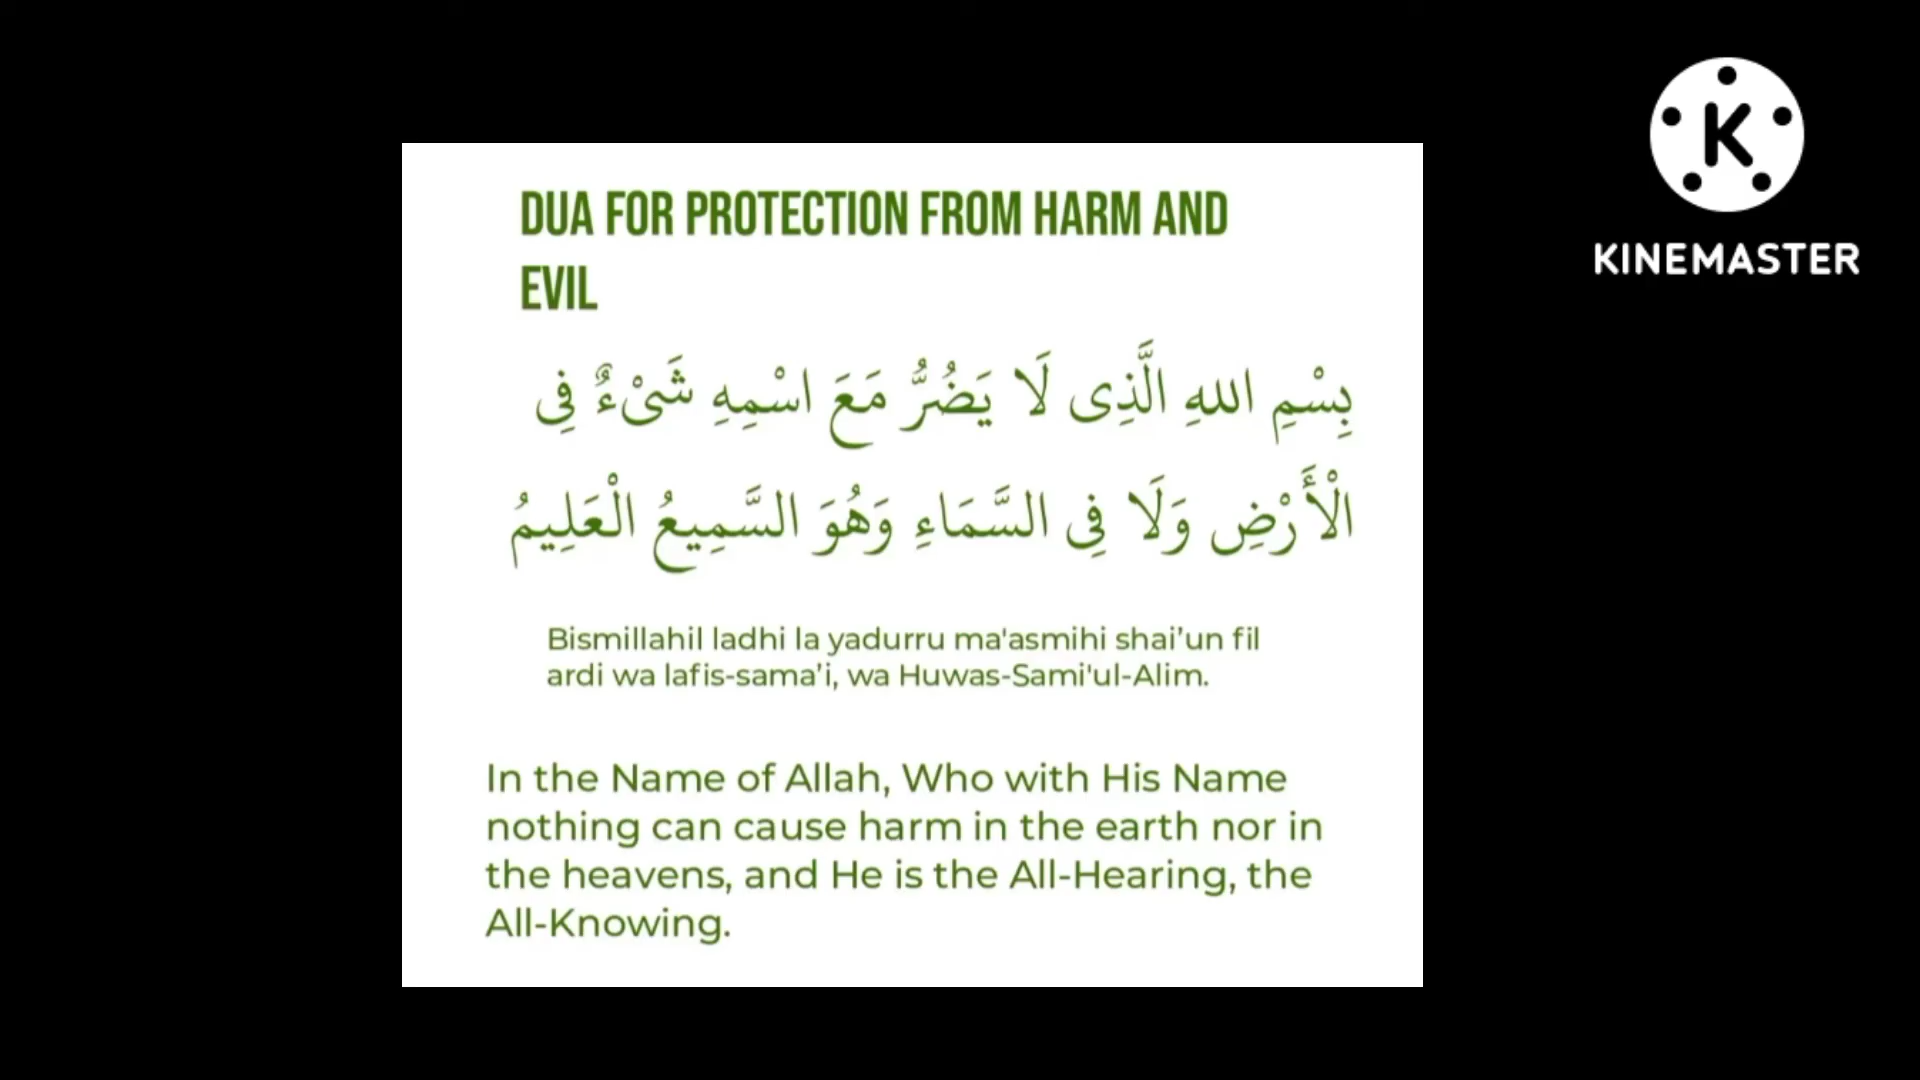 DUA FOR PROTECTION FROM HARM AND
EVIL
بِسْمِ اللهِ الَّذِى لَا يَضُرُّ مَعَ اسْمِهِ شَىْءٌ فِى
الْأَرْضِ وَلَا فِى السَّمَاءِ وَهُوَ السَّمِيعُ الْعَلِيمُ
Bismillahil ladhi la yadurru ma'asmihi shai’un fil
ardi wa lafis-sama’i, wa Huwas-Sami'ul-Alim.
In the Name of Allah, Who with His Name
nothing can cause harm in the earth nor in
the heavens, and He is the All-Hearing, the
All-Knowing.
K
KINEMASTER